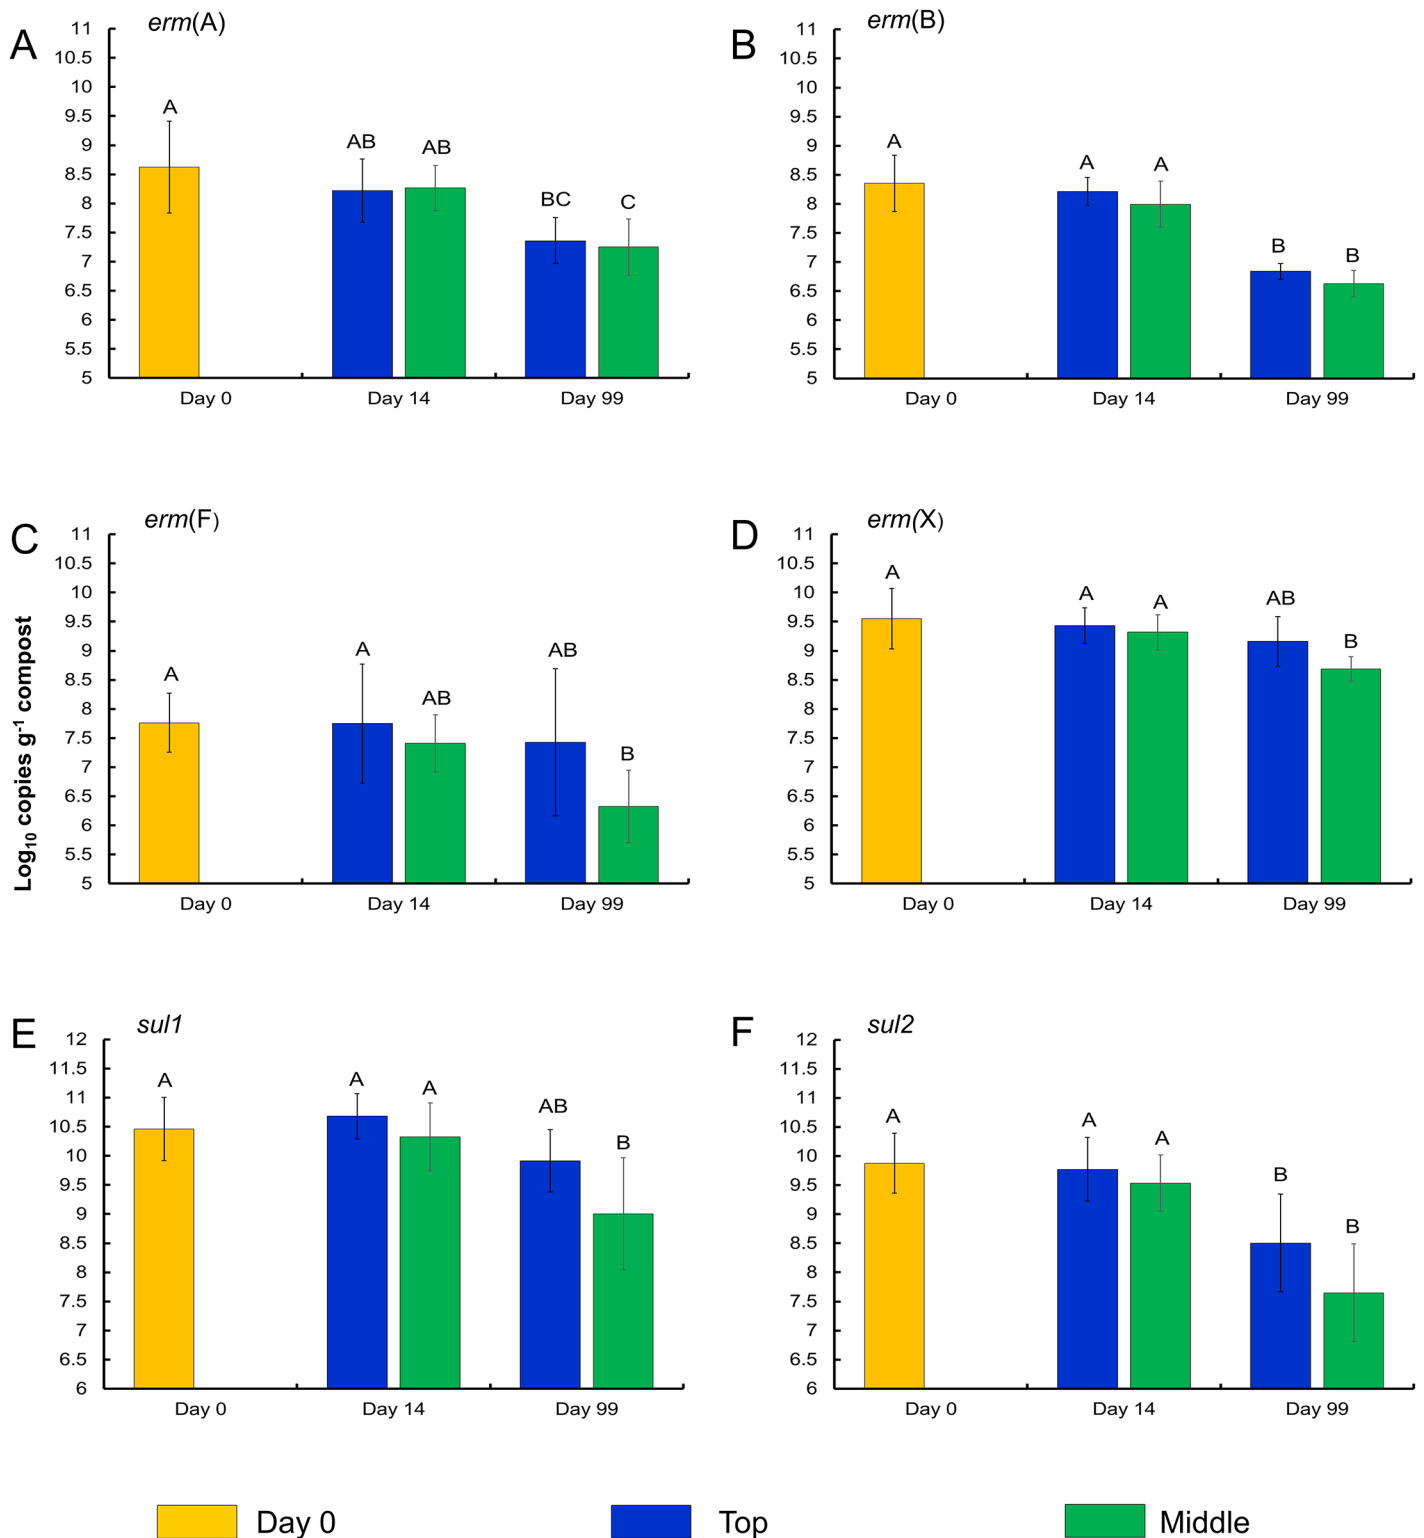 A erm(A)
11
10.5
10
9.5
9
8.5
8
7.5
7
6.5
6
5.5
5
A
AB
AB
BC
C
Day 0 Day 14 Day 99
B erm(B)
11
10.5
10
9.5
9
8.5
8
7.5
7
6.5
6
5.5
5
A
A
A
B
B
Day 0 Day 14 Day 99
Log10 copies g-1 compost
C erm(F)
11
10.5
10
9.5
9
8.5
8
7.5
7
6.5
6
5.5
5
A
A
AB
AB
B
Day 0 Day 14 Day 99
D erm(X)
11
10.5
10
9.5
9
8.5
8
7.5
7
6.5
6
5.5
5
A
A
A
AB
B
Day 0 Day 14 Day 99
E sul1
12
11.5
11
10.5
10
9.5
9
8.5
8
7.5
7
6.5
6
A
A
A
AB
B
Day 0 Day 14 Day 99
F sul2
12
11.5
11
10.5
10
9.5
9
8.5
8
7.5
7
6.5
6
A
A
A
B
B
Day 0 Day 14 Day 99
Day 0 Top Middle